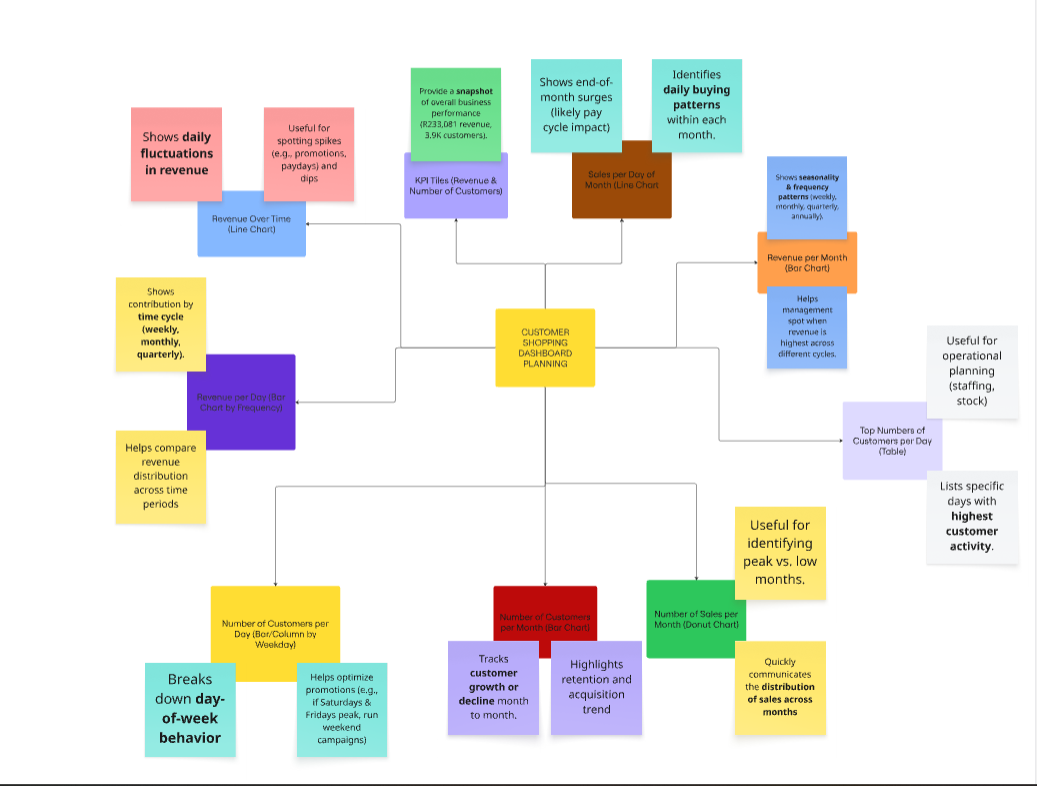 Shows daily
fluctuations
in revenue
Useful for
spotting spikes
(e.g., promotions,
paydays) and
dips
Revenue Over Time
(Line Chart)
Provide a snapshot
of overall business
performance
(R233,081 revenue,
3.9K customers).
KPI Tiles (Revenue &
Number of Customers)
Shows end-of-
month surges
(likely pay
cycle impact)
Identifies
daily buying
patterns
within each
month.
Sales per Day of
Month (Line Chart
Shows seasonality
& frequency
patterns (weekly,
monthly, quarterly,
annually).
Revenue per Month
(Bar Chart)
Helps
management
spot when
revenue is
highest across
different cycles.
Shows
contribution by
time cycle
(weekly,
monthly,
quarterly).
Revenue per Day (Bar
Chart by Frequency)
Helps compare
revenue
distribution
across time
periods
CUSTOMER
SHOPPING
DASHBOARD
PLANNING
Useful for
operational
planning
(staffing,
stock)
Top Numbers of
Customers per Day
(Table)
Lists specific
days with
highest
customer
activity.
Number of Customers per
Day (Bar/Column by
Weekday)
Breaks
down day-
of-week
behavior
Helps optimize
promotions (e.g.,
if Saturdays &
Fridays peak, run
weekend
campaigns)
Number of Customers
per Month (Bar Chart)
Tracks
customer
growth or
decline month
to month.
Highlights
retention and
acquisition
trend
Useful for
identifying
peak vs. low
months.
Number of Sales per
Month (Donut Chart)
Quickly
communicates
the distribution
of sales across
months